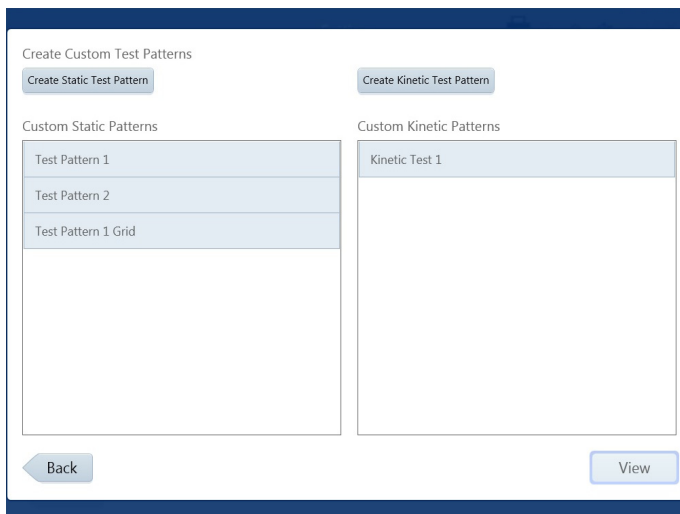 Create Custom Test Patterns
Create Static Test Pattern
Create Kinetic Test Pattern
Custom Static Patterns
Custom Kinetic Patterns
Test Pattern 1
Kinetic Test 1
Test Pattern 2
Test Pattern 1 Grid
Back
View